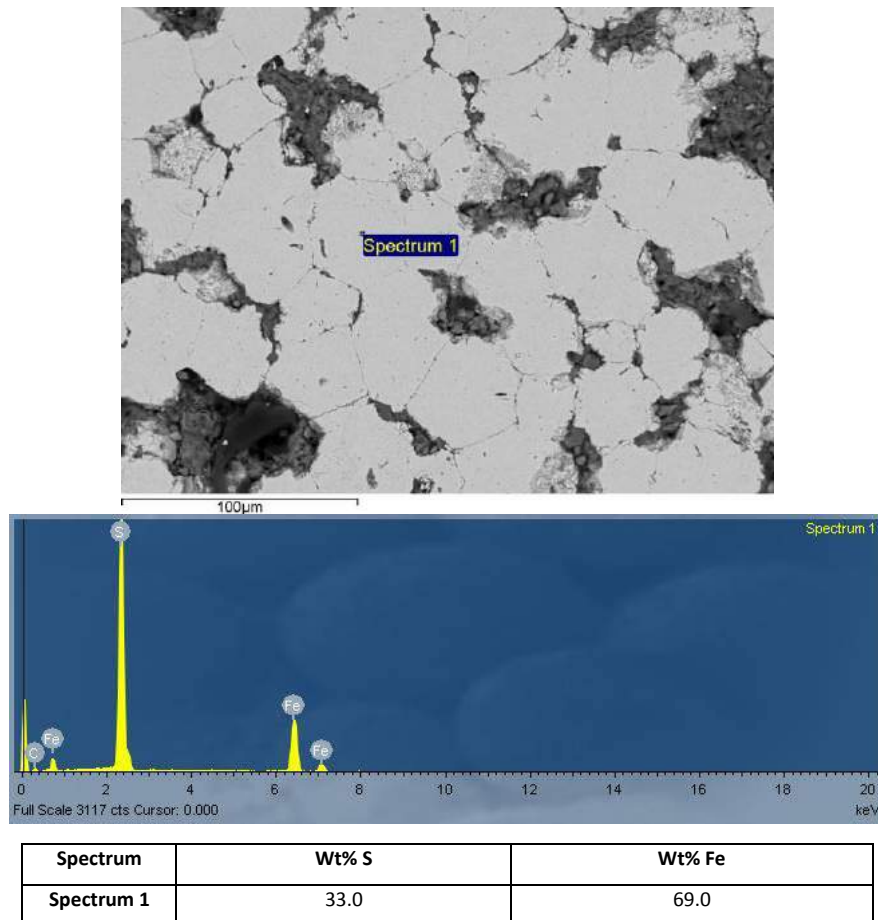 Spectrum 1
100µm
S
Spectrum 1
Fe
Fe
Fe
C
0 2 4 6 8 10 12 14 16 18 20
Full Scale 3117 cts Cursor: 0.000 keV
Spectrum Wt% S Wt% Fe
Spectrum 1 33.0 69.0